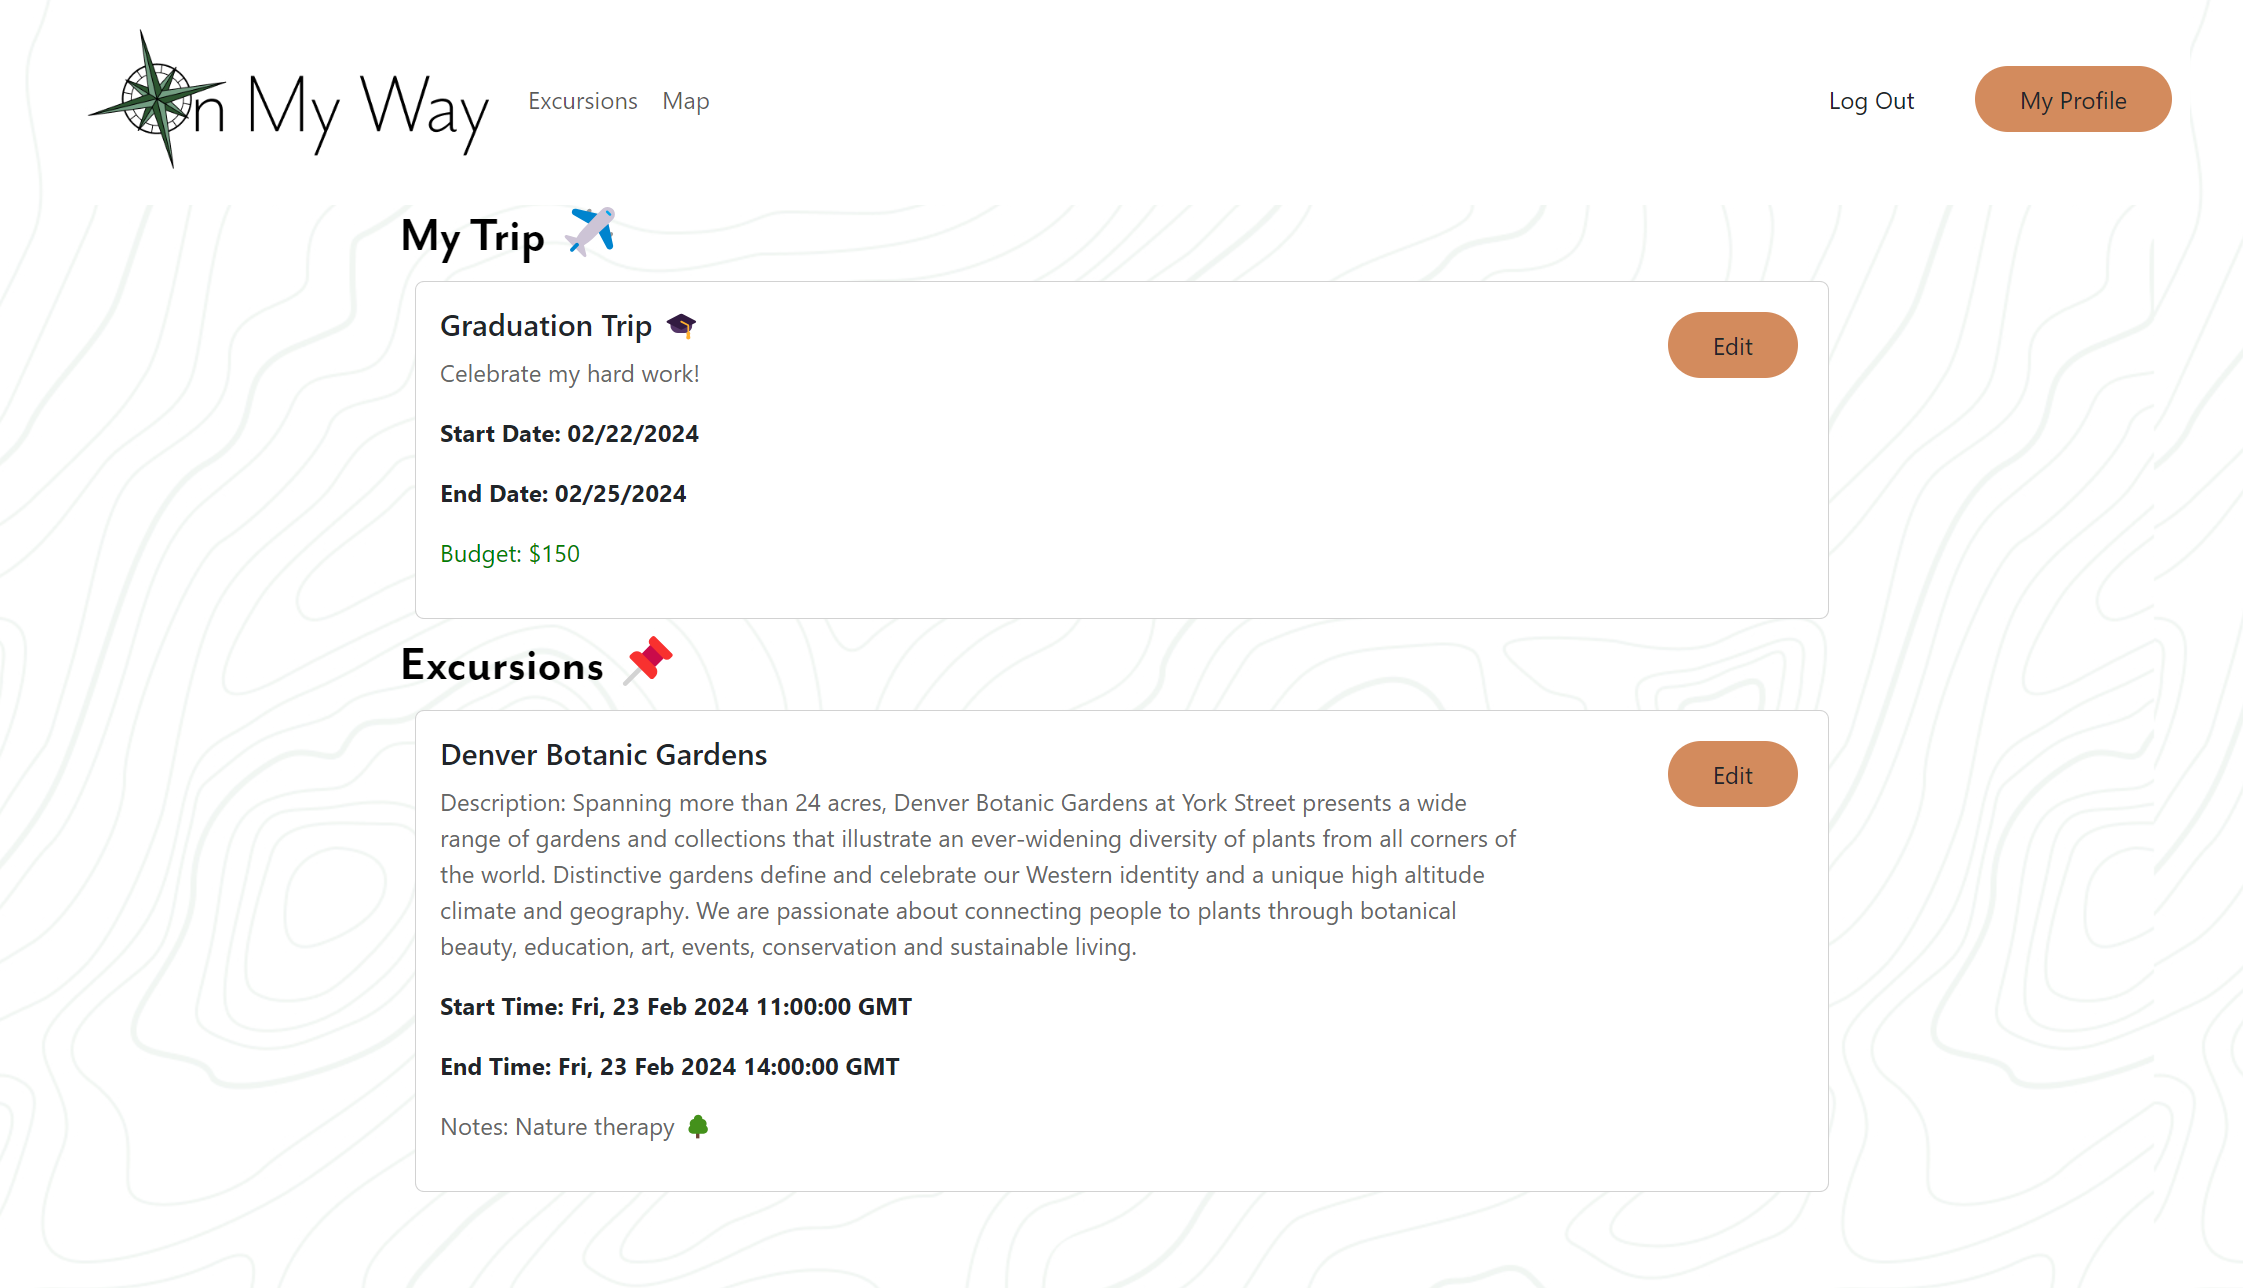 On My Way
Excursions Map
Log Out
My Profile
My Trip ✈️
Graduation Trip 🎓
Edit
Celebrate my hard work!
Start Date: 02/22/2024
End Date: 02/25/2024
Budget: $150
Excursions 📌
Denver Botanic Gardens
Edit
Description: Spanning more than 24 acres, Denver Botanic Gardens at York Street presents a wide
range of gardens and collections that illustrate an ever-widening diversity of plants from all corners of
the world. Distinctive gardens define and celebrate our Western identity and a unique high altitude
climate and geography. We are passionate about connecting people to plants through botanical
beauty, education, art, events, conservation and sustainable living.
Start Time: Fri, 23 Feb 2024 11:00:00 GMT
End Time: Fri, 23 Feb 2024 14:00:00 GMT
Notes: Nature therapy 🌳